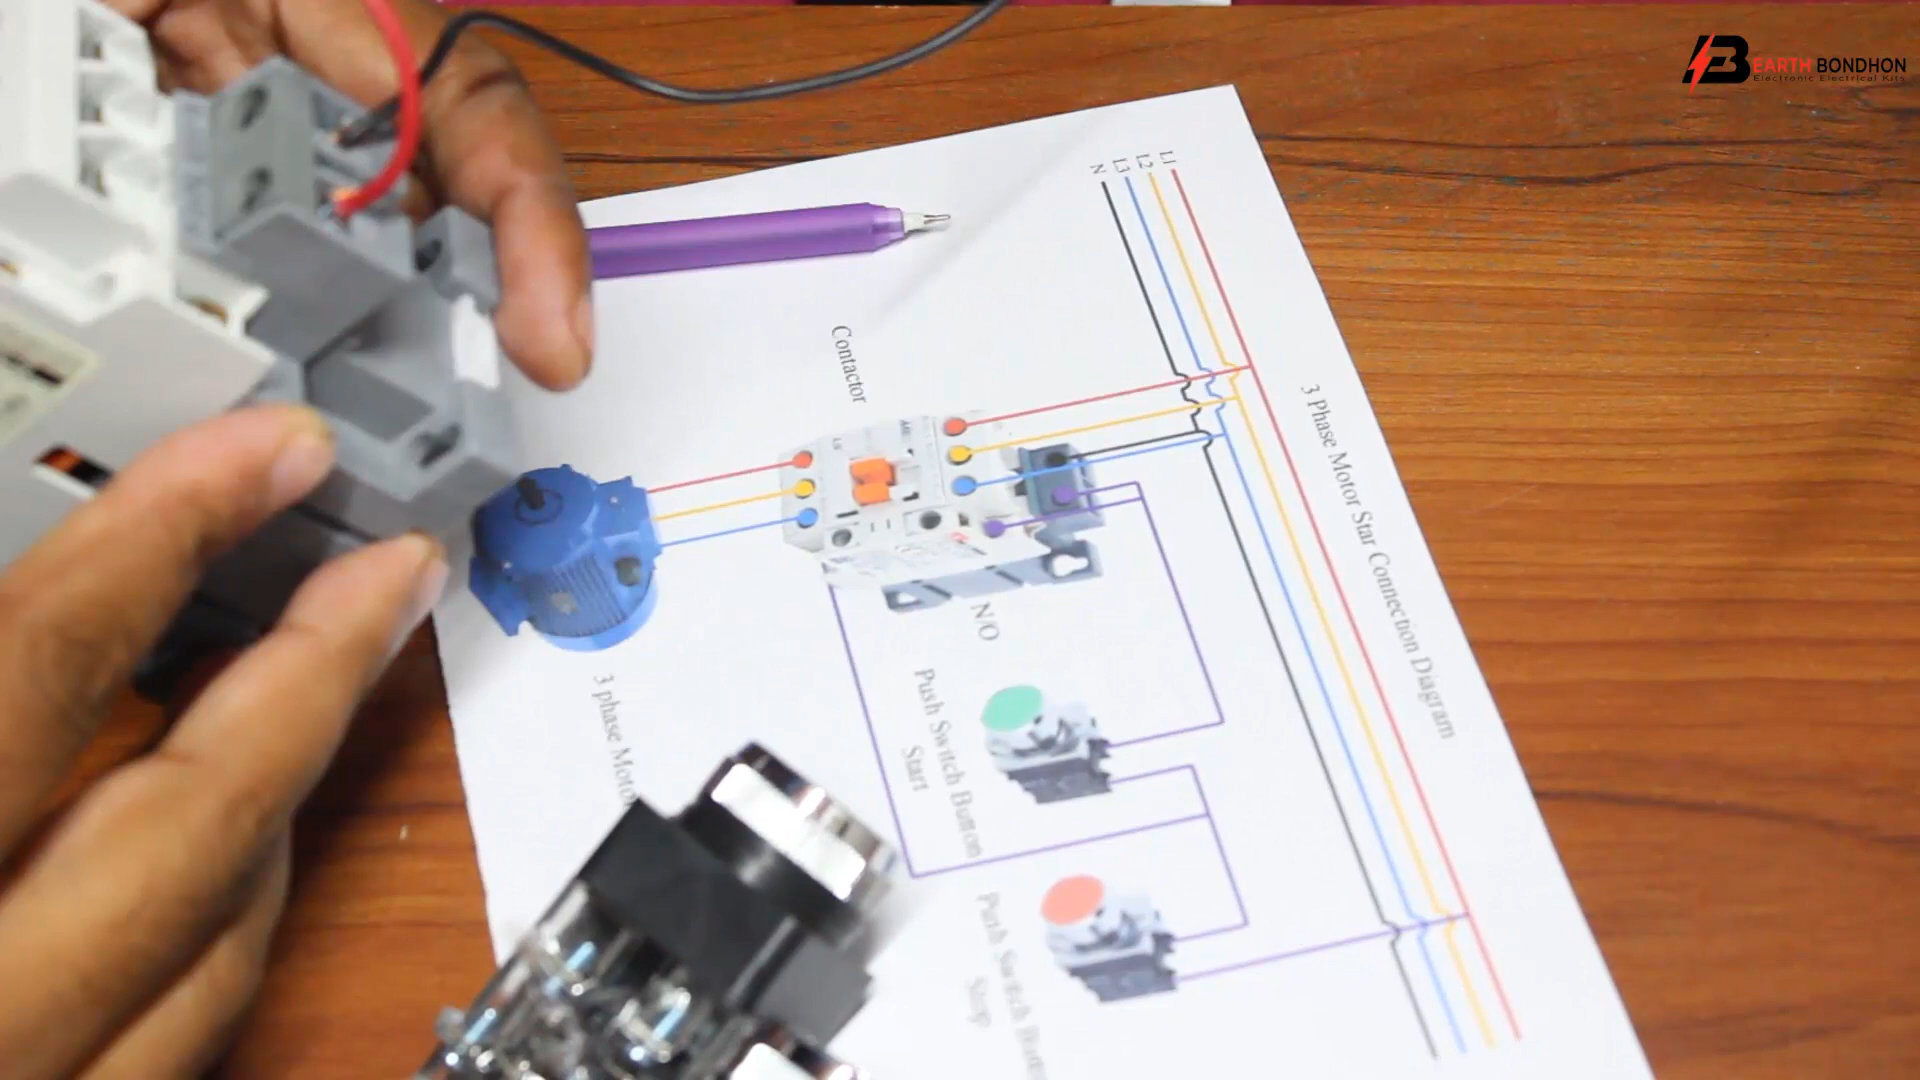 EARTH BONDHON
Electronic Electrical Kits
L1
L2
L3
N
3 Phase Motor Star Connection Diagram
Contactor
N/O
Push Switch Button
Start
3 phase Motor
Push Switch
Stop